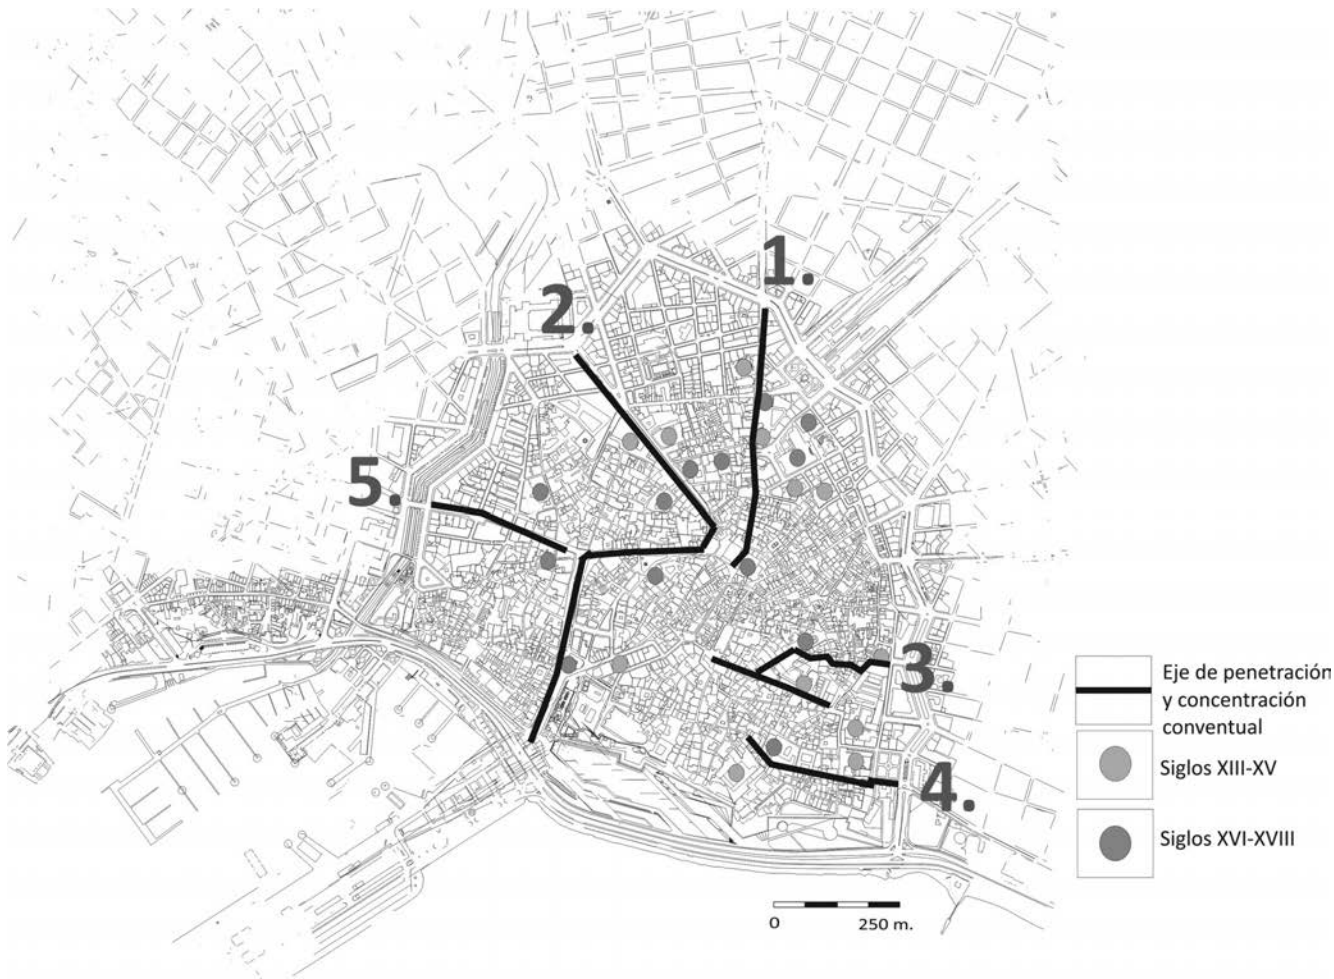 1.
2.
5.
3.
4.
Eje de penetración
y concentración
conventual
Siglos XIII-XV
Siglos XVI-XVIII
0 250 m.